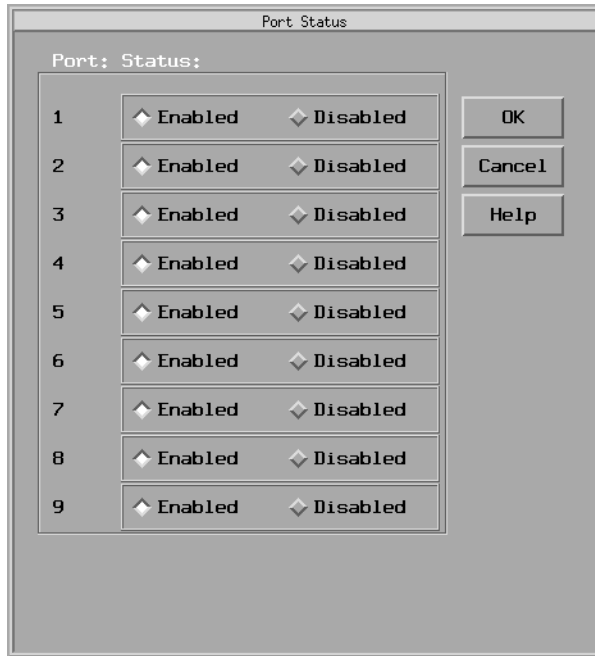 Port Status
Port: Status:
1 Enabled Disabled OK
2 Enabled Disabled Cancel
3 Enabled Disabled Help
4 Enabled Disabled
5 Enabled Disabled
6 Enabled Disabled
7 Enabled Disabled
8 Enabled Disabled
9 Enabled Disabled